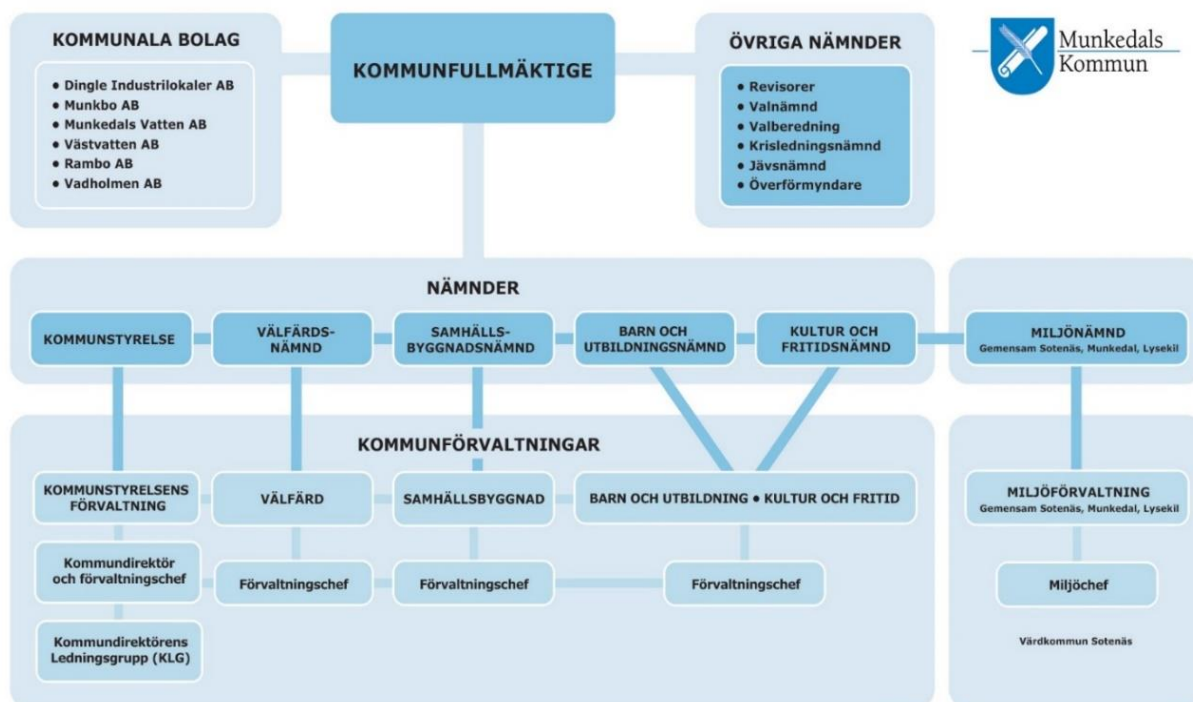 KOMMUNALA BOLAG
• Dingle Industrilokaler AB
• Munkbo AB
• Munkedals Vatten AB
• Västvatten AB
• Rambo AB
• Vadholmen AB
KOMMUNFULLMÄKTIGE
ÖVRIGA NÄMNDER
• Revisorer
• Valnämnd
• Valberedning
• Krisledningsnämnd
• Jävsnämnd
• Överförmyndare
Munkedals
Kommun
NÄMNDER
KOMMUNSTYRELSE
VÄLFÄRDS-
NÄMND
SAMHÄLLS-
BYGGNADSNÄMND
BARN OCH
UTBILDNINGSNÄMND
KULTUR OCH
FRITIDSNÄMND
MILJÖNÄMND
Gemensam Sotenäs, Munkedal, Lysekil
KOMMUNFÖRVALTNINGAR
KOMMUNSTYRELSENS
FÖRVALTNING
VÄLFÄRD
SAMHÄLLSBYGGNAD
BARN OCH UTBILDNING • KULTUR OCH FRITID
MILJÖFÖRVALTNING
Gemensam Sotenäs, Munkedal, Lysekil
Kommundirektör
och förvaltningschef
Förvaltningschef
Förvaltningschef
Förvaltningschef
Miljöchef
Kommundirektörens
Ledningsgrupp (KLG)
Värdkommun Sotenäs